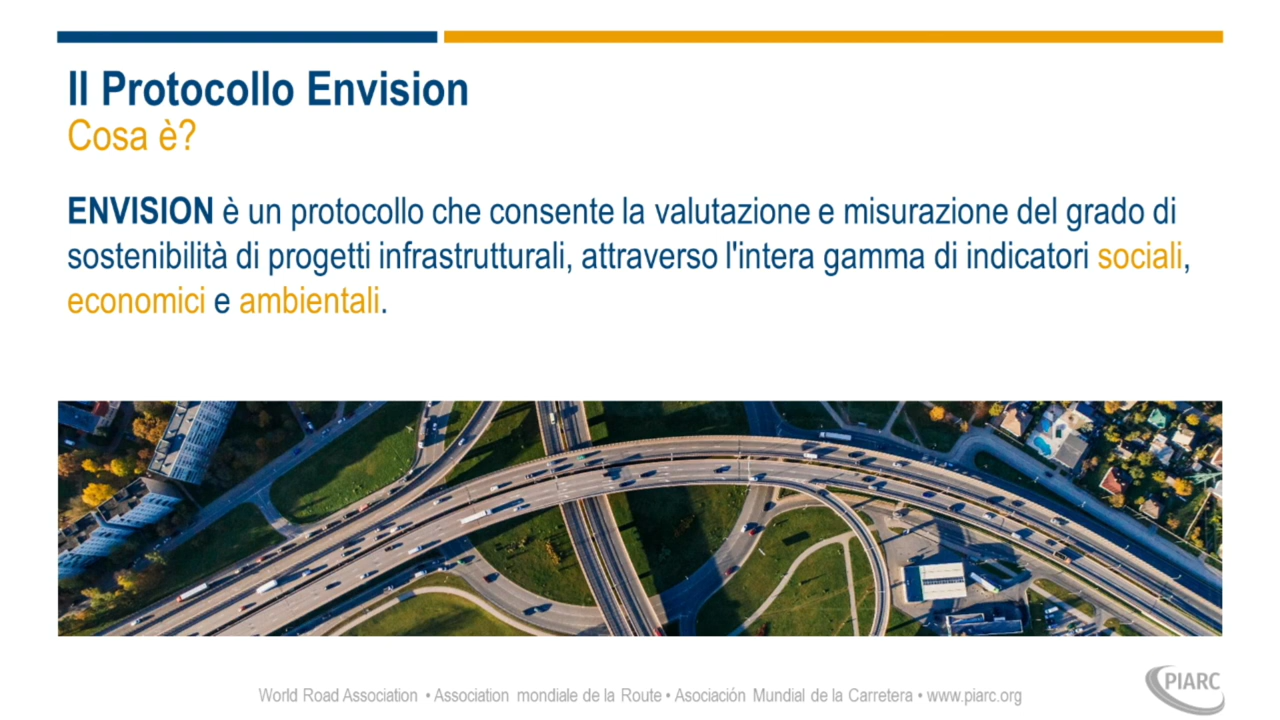 Il Protocollo Envision
Cosa è?
ENVISION è un protocollo che consente la valutazione e misurazione del grado di
sostenibilità di progetti infrastrutturali, attraverso l'intera gamma di indicatori sociali,
economici e ambientali.
World Road Association • Association mondiale de la Route • Asociación Mundial de la Carretera • www.piarc.org
PIARC